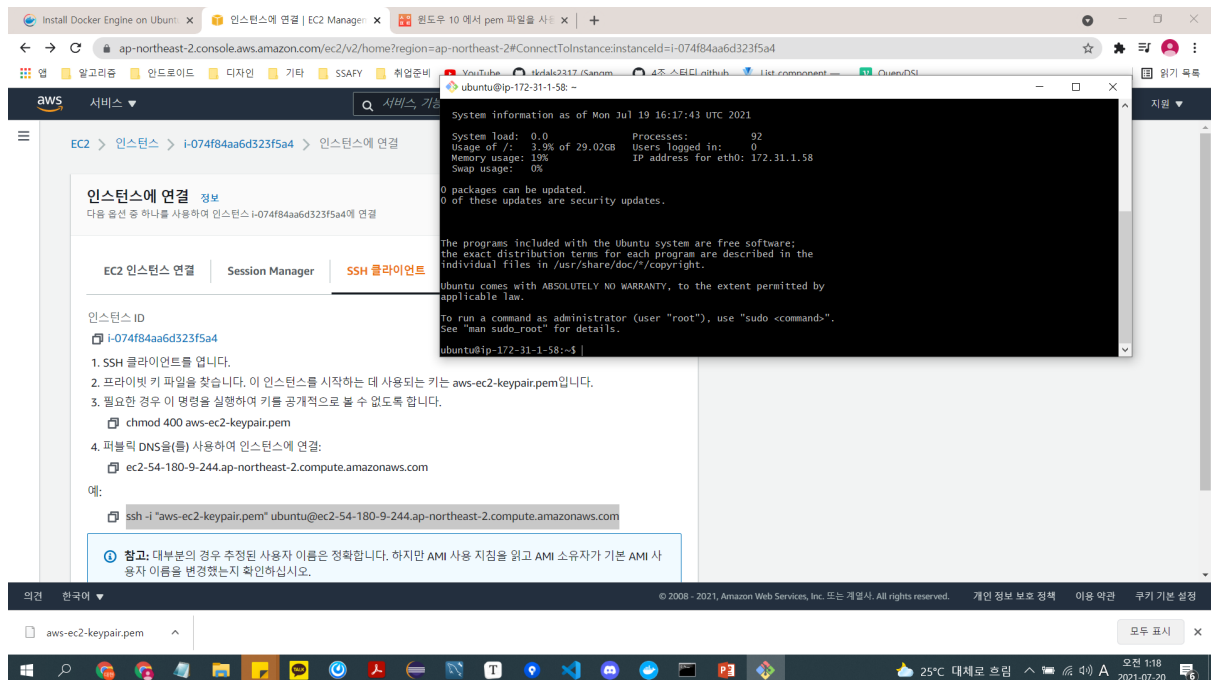 Install Docker Engine on Ubunt
인스턴스에 연결 | EC2 Manager
윈도우 10 에서 pem 파일을 사용
ap-northeast-2.console.aws.amazon.com/ec2/v2/home?region=ap-northeast-2#ConnectToInstance:instanceId=i-074f84aa6d323f5a4
앱 알고리즘 안드로이드 디자인 기타 SSAFY 취업준비 YouTube tkdals2317 (Sangm 4조 스터디 github List component — QueryDSL 읽기 목록
aws 서비스 ▼ 서비스, 기능 지원 ▼
ubuntu@ip-172-31-1-58: ~
System information as of Mon Jul 19 16:17:43 UTC 2021
System load: 0.0 Processes: 92
Usage of /: 3.9% of 29.02GB Users logged in: 0
Memory usage: 19% IP address for eth0: 172.31.1.58
Swap usage: 0%
0 packages can be updated.
0 of these updates are security updates.
The programs included with the Ubuntu system are free software;
the exact distribution terms for each program are described in the
individual files in /usr/share/doc/*/copyright.
Ubuntu comes with ABSOLUTELY NO WARRANTY, to the extent permitted by
applicable law.
To run a command as administrator (user "root"), use "sudo <command>".
See "man sudo_root" for details.
ubuntu@ip-172-31-1-58:~$
EC2 > 인스턴스 > i-074f84aa6d323f5a4 > 인스턴스에 연결
인스턴스에 연결 정보
다음 옵션 중 하나를 사용하여 인스턴스 i-074f84aa6d323f5a4에 연결
EC2 인스턴스 연결 Session Manager SSH 클라이언트
인스턴스 ID
i-074f84aa6d323f5a4
1. SSH 클라이언트를 엽니다.
2. 프라이빗 키 파일을 찾습니다. 이 인스턴스를 시작하는 데 사용되는 키는 aws-ec2-keypair.pem입니다.
3. 필요한 경우 이 명령을 실행하여 키를 공개적으로 볼 수 없도록 합니다.
chmod 400 aws-ec2-keypair.pem
4. 퍼블릭 DNS을(를) 사용하여 인스턴스에 연결:
ec2-54-180-9-244.ap-northeast-2.compute.amazonaws.com
예:
ssh -i "aws-ec2-keypair.pem" ubuntu@ec2-54-180-9-244.ap-northeast-2.compute.amazonaws.com
참고: 대부분의 경우 추정된 사용자 이름은 정확합니다. 하지만 AMI 사용 지침을 읽고 AMI 소유자가 기본 AMI 사
용자 이름을 변경했는지 확인하십시오.
의견 한국어 ▼ © 2008 - 2021, Amazon Web Services, Inc. 또는 계열사. All rights reserved. 개인 정보 보호 정책 이용 약관 쿠키 기본 설정
aws-ec2-keypair.pem 모두 표시
25°C 대체로 흐림 A 오전 1:18
2021-07-20